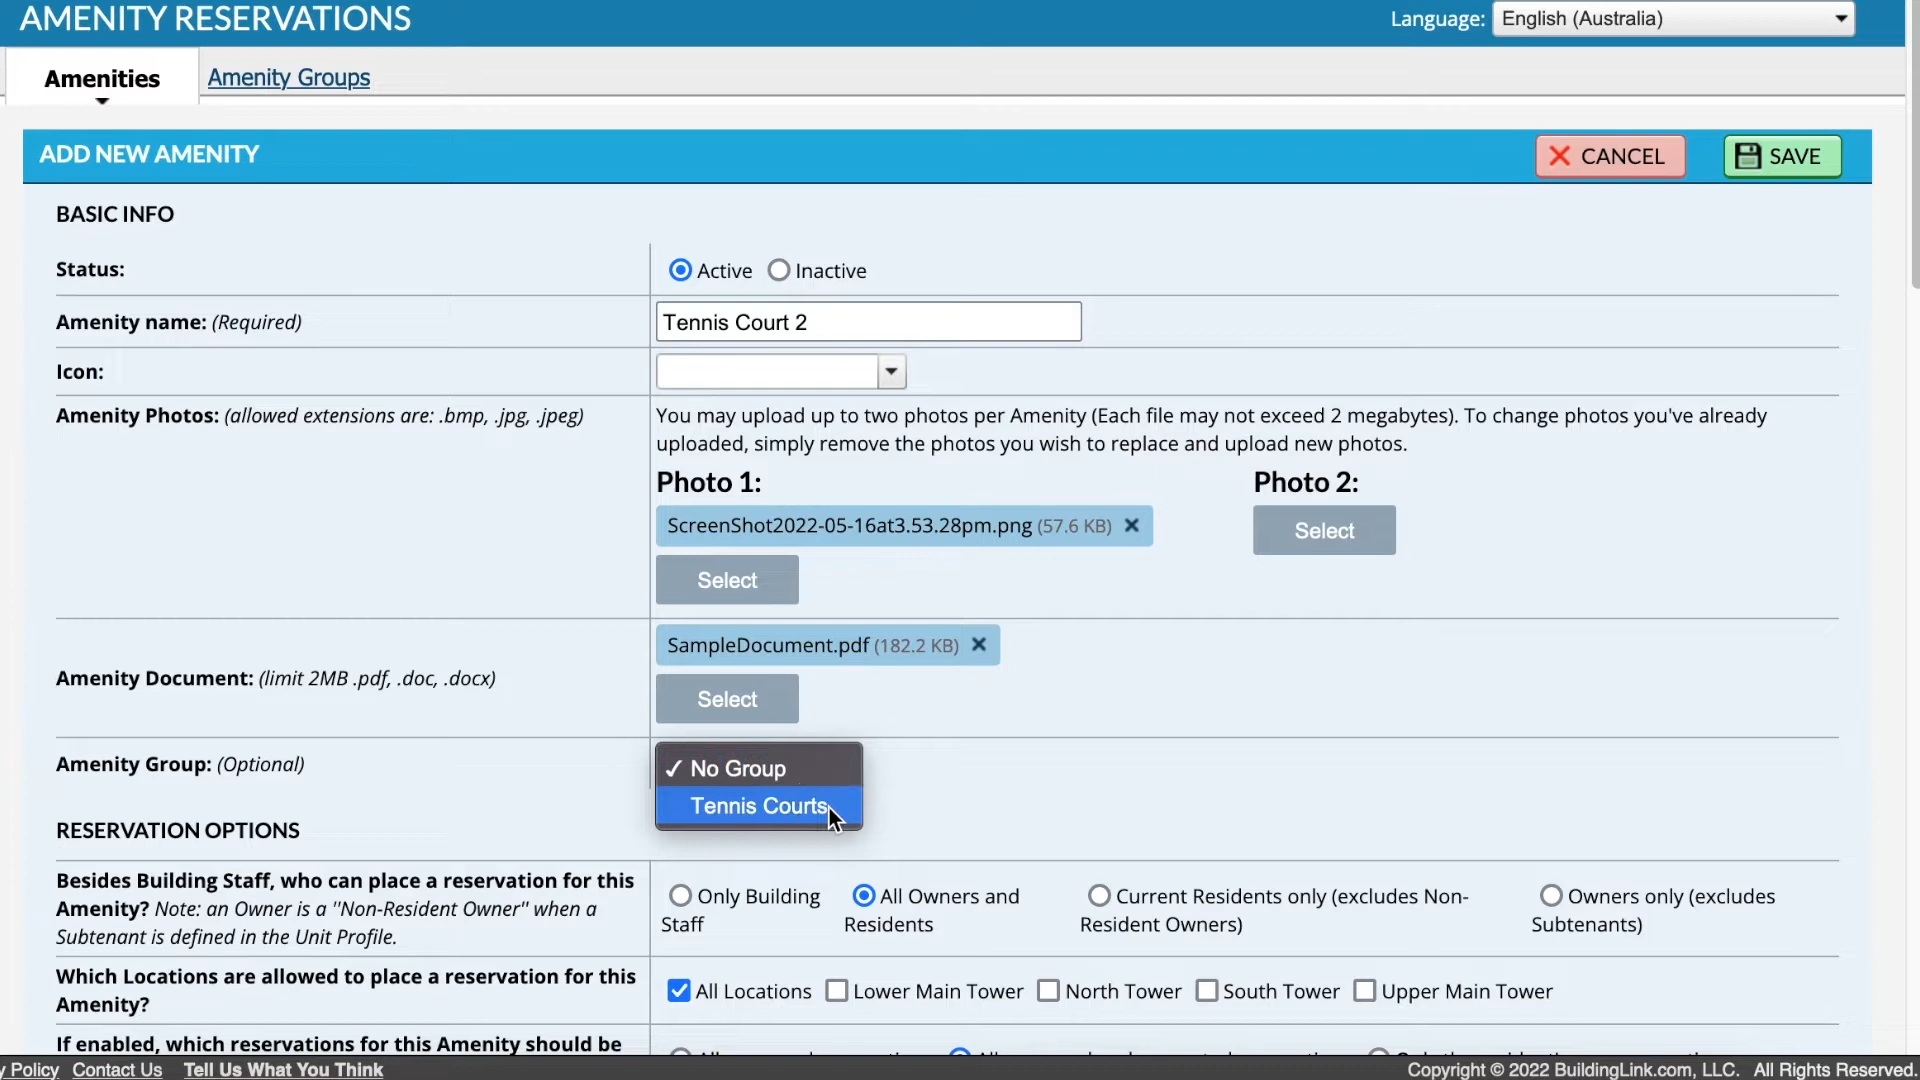 AMENITY RESERVATIONS
Language: English (Australia)
Amenities Amenity Groups
ADD NEW AMENITY
CANCEL SAVE
BASIC INFO
Status: Active Inactive
Amenity name: (Required) Tennis Court 2
Icon:
Amenity Photos: (allowed extensions are: .bmp, .jpg, .jpeg)
You may upload up to two photos per Amenity (Each file may not exceed 2 megabytes). To change photos you've already
uploaded, simply remove the photos you wish to replace and upload new photos.
Photo 1: Photo 2:
ScreenShot2022-05-16at3.53.28pm.png (57.6 KB)
Select
Select
SampleDocument.pdf (182.2 KB)
Amenity Document: (limit 2MB .pdf, .doc, .docx)
Select
Amenity Group: (Optional)
✓ No Group
Tennis Courts
RESERVATION OPTIONS
Besides Building Staff, who can place a reservation for this
Amenity? Note: an Owner is a "Non-Resident Owner" when a
Subtenant is defined in the Unit Profile.
Only Building
Staff
All Owners and
Residents
Current Residents only (excludes Non-
Resident Owners)
Owners only (excludes
Subtenants)
Which Locations are allowed to place a reservation for this
Amenity?
All Locations Lower Main Tower North Tower South Tower Upper Main Tower
If enabled, which reservations for this Amenity should be
y Policy Contact Us Tell Us What You Think
Copyright © 2022 BuildingLink.com, LLC. All Rights Reserved.